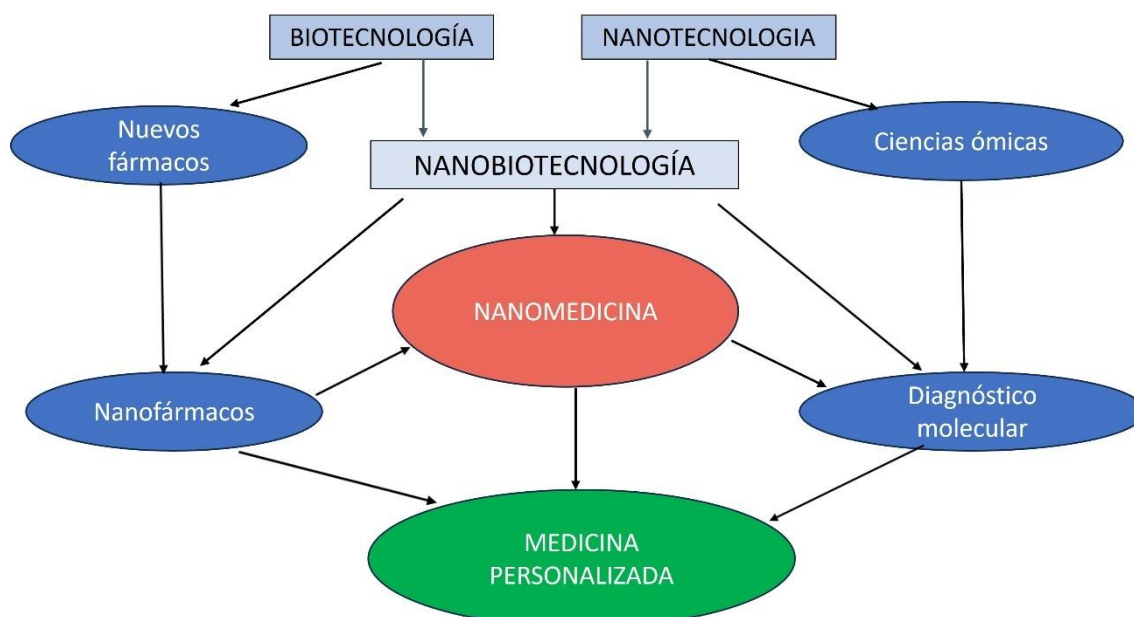 BIOTECNOLOGÍA
NANOTECNOLOGIA
Nuevos
fármacos
Ciencias ómicas
NANOBIOTECNOLOGÍA
NANOMEDICINA
Nanofármacos
Diagnóstico
molecular
MEDICINA
PERSONALIZADA